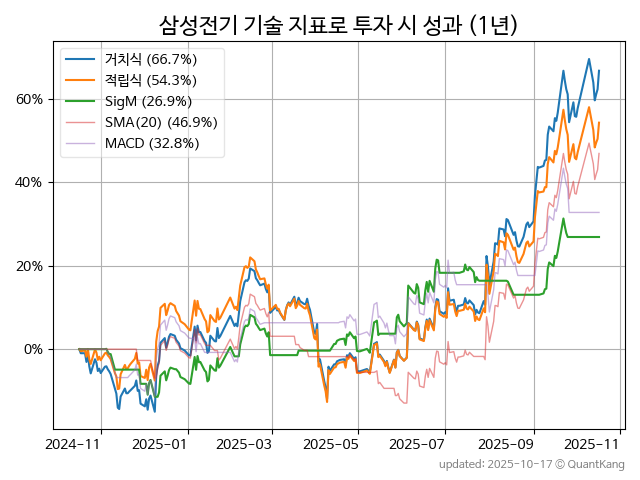 삼성전기 기술 지표로 투자 시 성과 (1년)
거치식 (66.7%)
적립식 (54.3%)
SigM (26.9%)
SMA(20) (46.9%)
MACD (32.8%)
60%
40%
20%
0%
2024-11 2025-01 2025-03 2025-05 2025-07 2025-09 2025-11
updated: 2025-10-17 © QuantKang